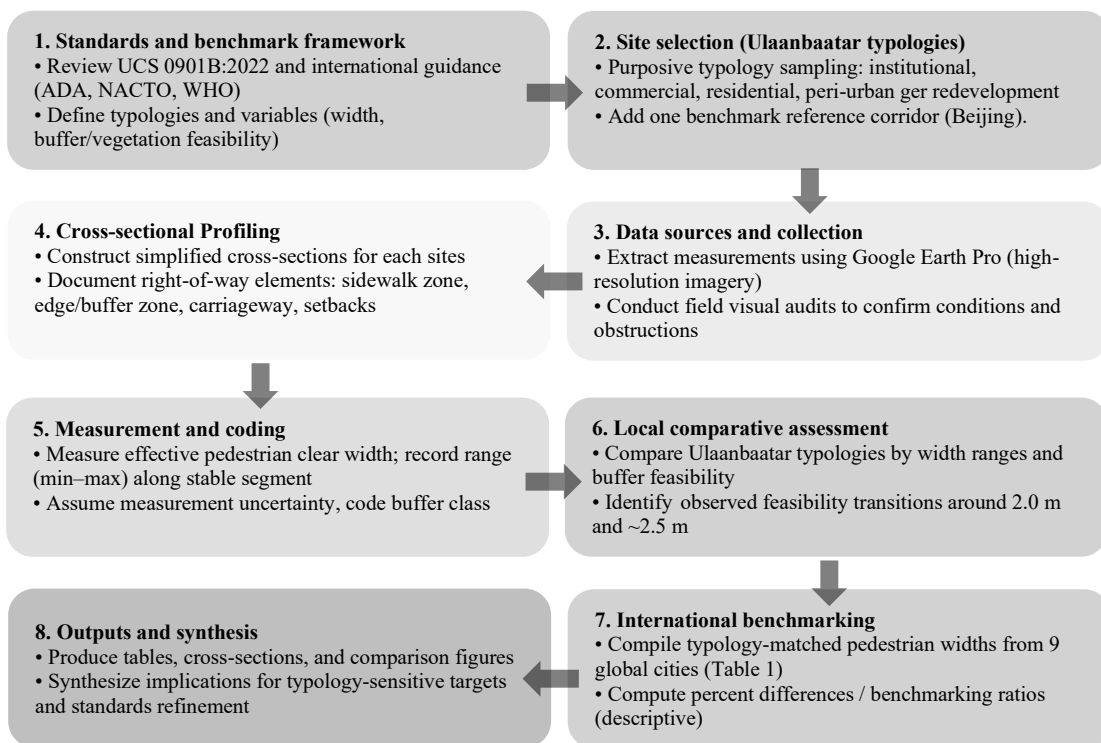 1. Standards and benchmark framework
• Review UCS 0901B:2022 and international guidance
(ADA, NACTO, WHO)
• Define typologies and variables (width,
buffer/vegetation feasibility)
2. Site selection (Ulaanbaatar typologies)
• Purposive typology sampling: institutional,
commercial, residential, peri-urban ger redevelopment
• Add one benchmark reference corridor (Beijing).
3. Data sources and collection
• Extract measurements using Google Earth Pro (high-
resolution imagery)
• Conduct field visual audits to confirm conditions and
obstructions
4. Cross-sectional Profiling
• Construct simplified cross-sections for each sites
• Document right-of-way elements: sidewalk zone,
edge/buffer zone, carriageway, setbacks
5. Measurement and coding
• Measure effective pedestrian clear width; record range
(min–max) along stable segment
• Assume measurement uncertainty, code buffer class
6. Local comparative assessment
• Compare Ulaanbaatar typologies by width ranges and
buffer feasibility
• Identify observed feasibility transitions around 2.0 m
and ~2.5 m
7. International benchmarking
• Compile typology-matched pedestrian widths from 9
global cities (Table 1)
• Compute percent differences / benchmarking ratios
(descriptive)
8. Outputs and synthesis
• Produce tables, cross-sections, and comparison figures
• Synthesize implications for typology-sensitive targets
and standards refinement